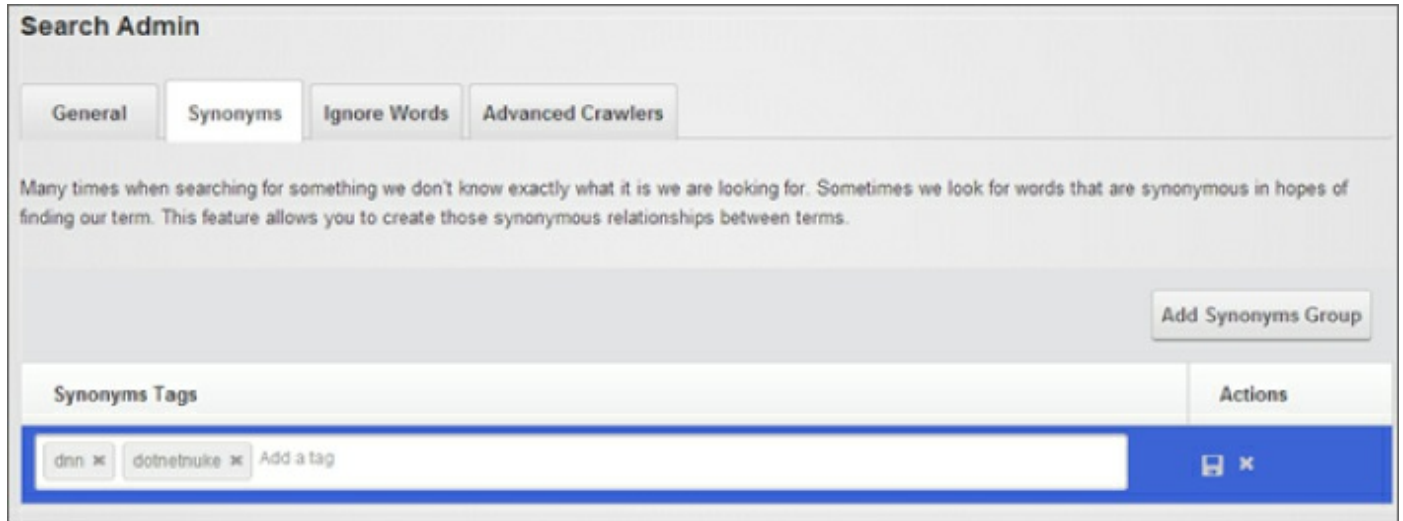 Search Admin
General Synonyms Ignore Words Advanced Crawlers
Many times when searching for something we don't know exactly what it is we are looking for. Sometimes we look for words that are synonymous in hopes of
finding our term. This feature allows you to create those synonymous relationships between terms.
Add Synonyms Group
Synonyms Tags Actions
dnn dotnetnuke Add a tag